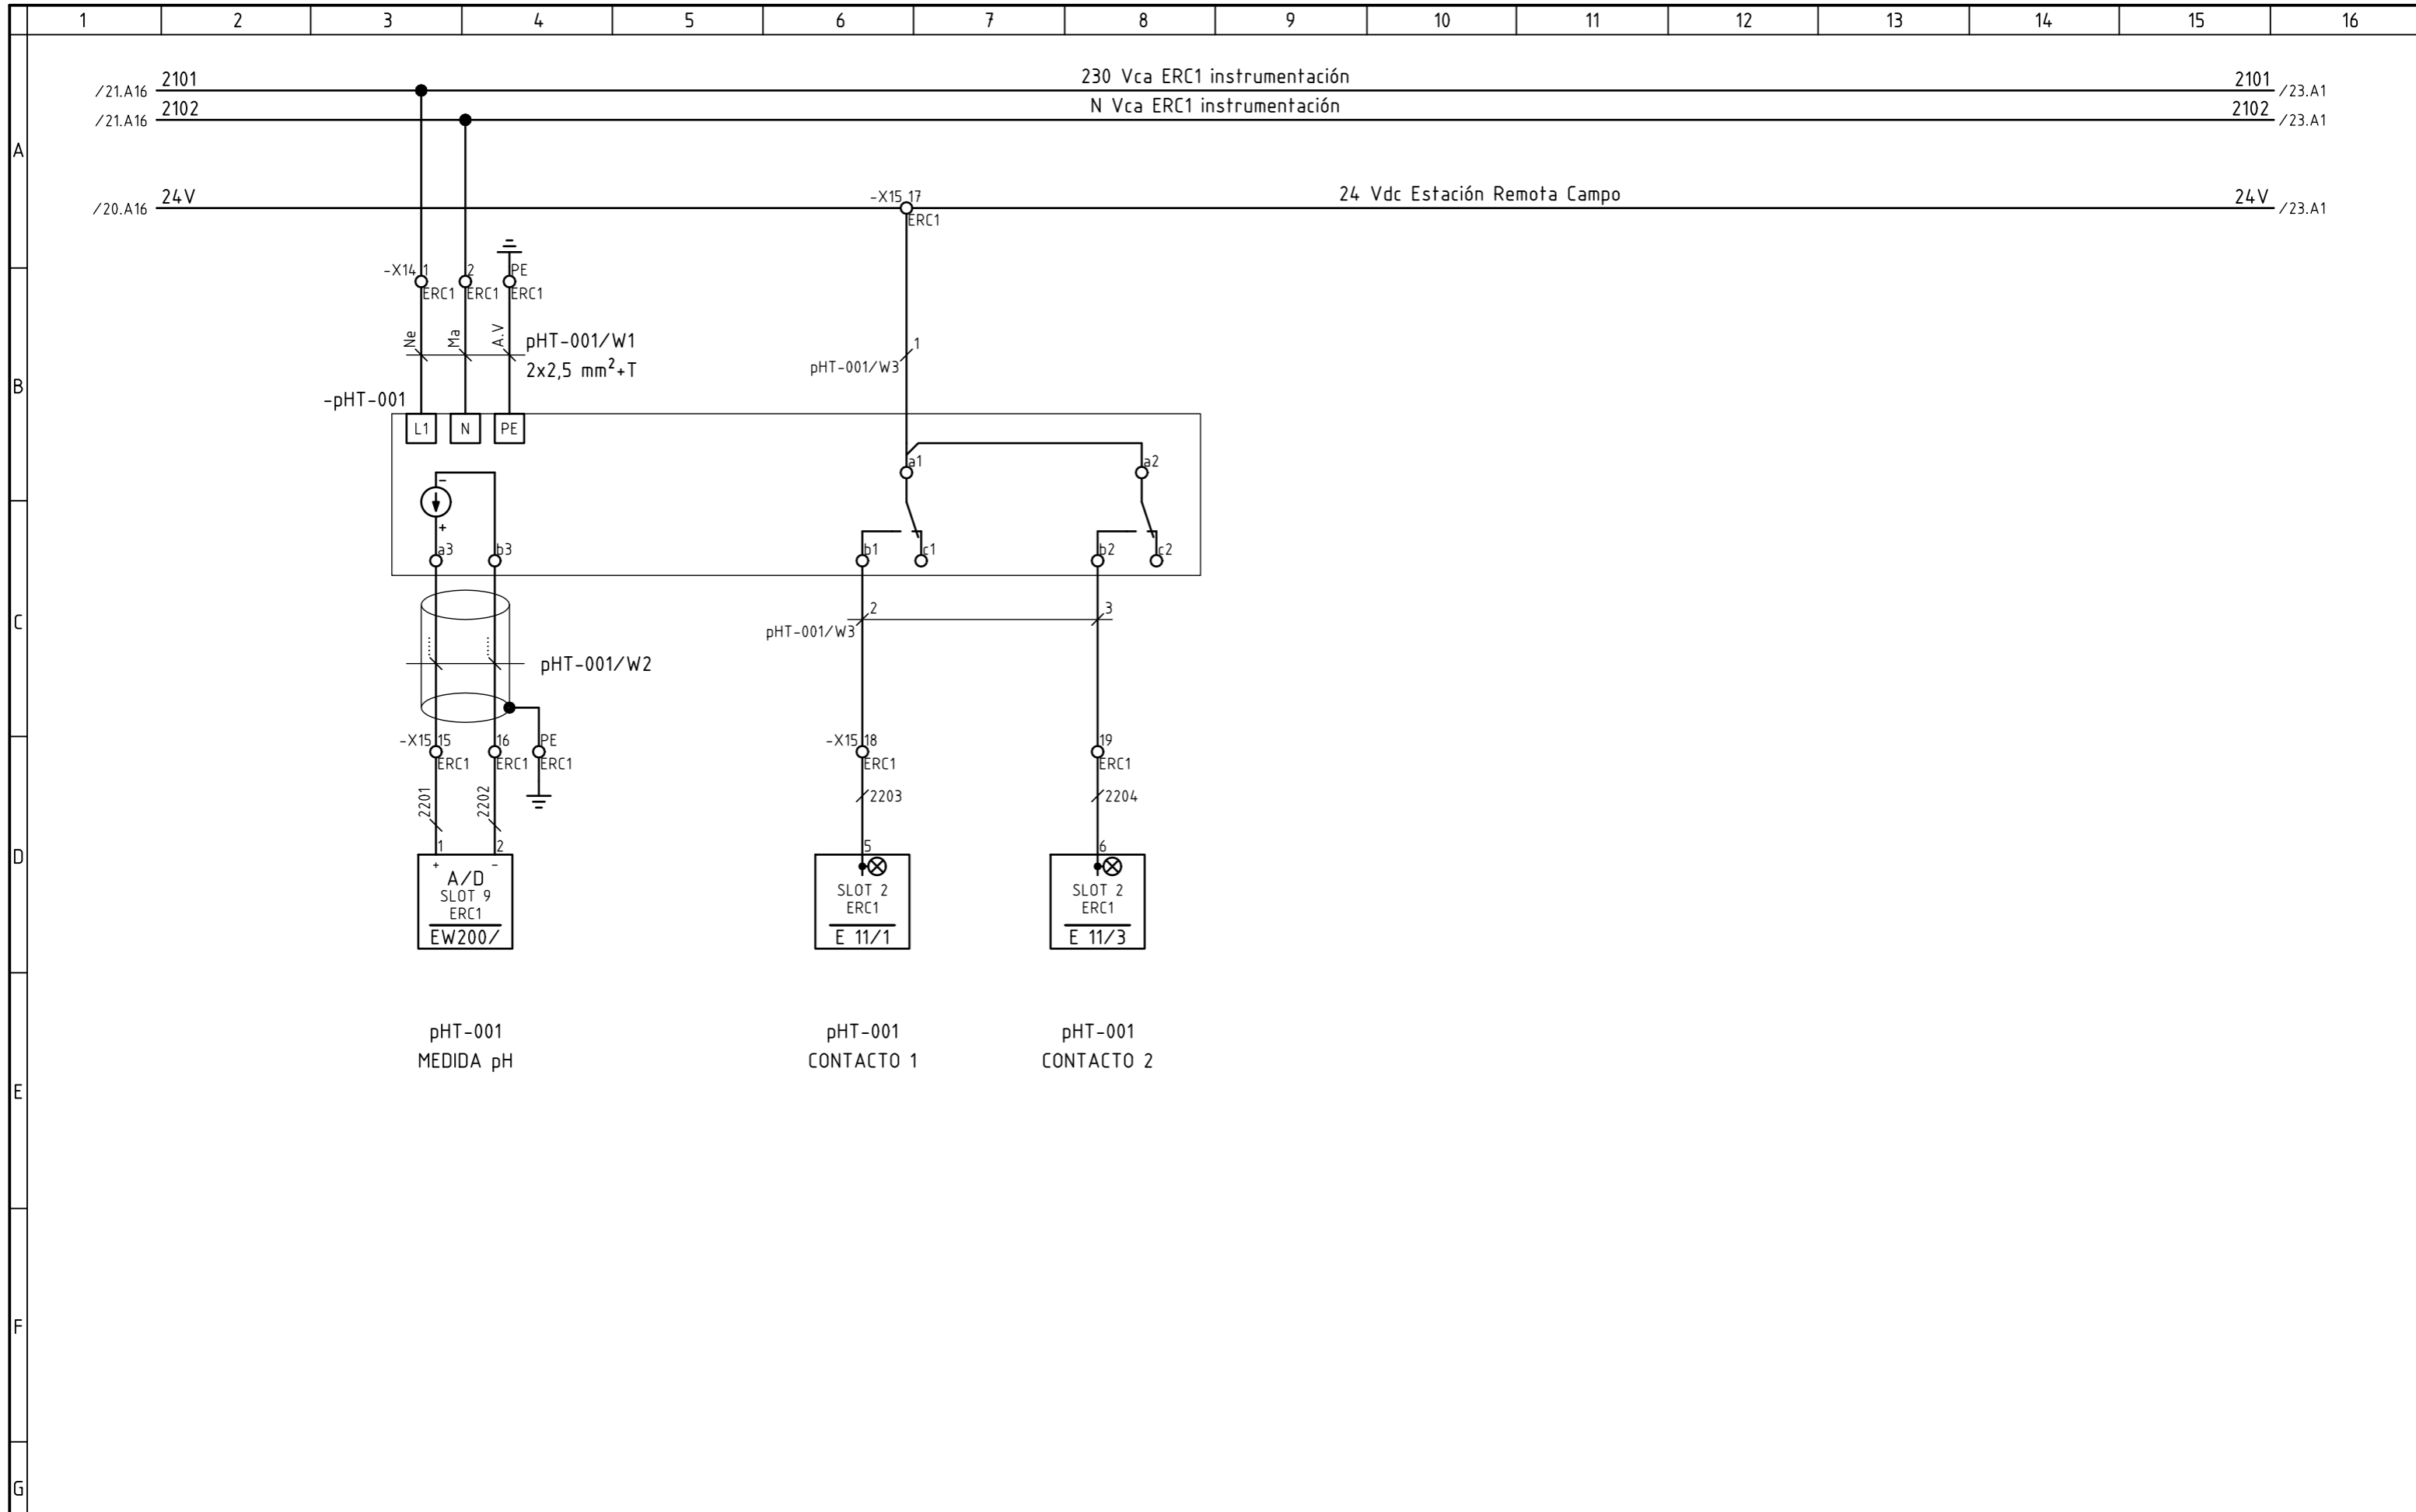 1 2 3 4 5 6 7 8 9 10 11 12 13 14 15 16
/21.A16 2101 230 Vca ERC1 instrumentación 2101 /23.A1
/21.A16 2102 N Vca ERC1 instrumentación 2102 /23.A1
A
/20.A16 24V -X15 17 24 Vdc Estación Remota Campo 24V /23.A1
ERC1
-X14 1 2 PE
ERC1 ERC1 ERC1
Ne Ma A.V pHT-001/W1 1
2x2,5 mm²+T pHT-001/W3
B
-pHT-001
L1 N PE
a1 a2
-
+
a3 b3 b1 c1 b2 c2
C
2 3
pHT-001/W3
pHT-001/W2
-X15 15 16 PE -X15 18 19
ERC1 ERC1 ERC1 ERC1 ERC1
2201 2202 2203 2204
D
1 2 5 6
+ -
A/D
SLOT 9 SLOT 2 SLOT 2
ERC1 ERC1 ERC1
EW200/ E 11/1 E 11/3
pHT-001 pHT-001 pHT-001
MEDIDA pH CONTACTO 1 CONTACTO 2
E
F
G